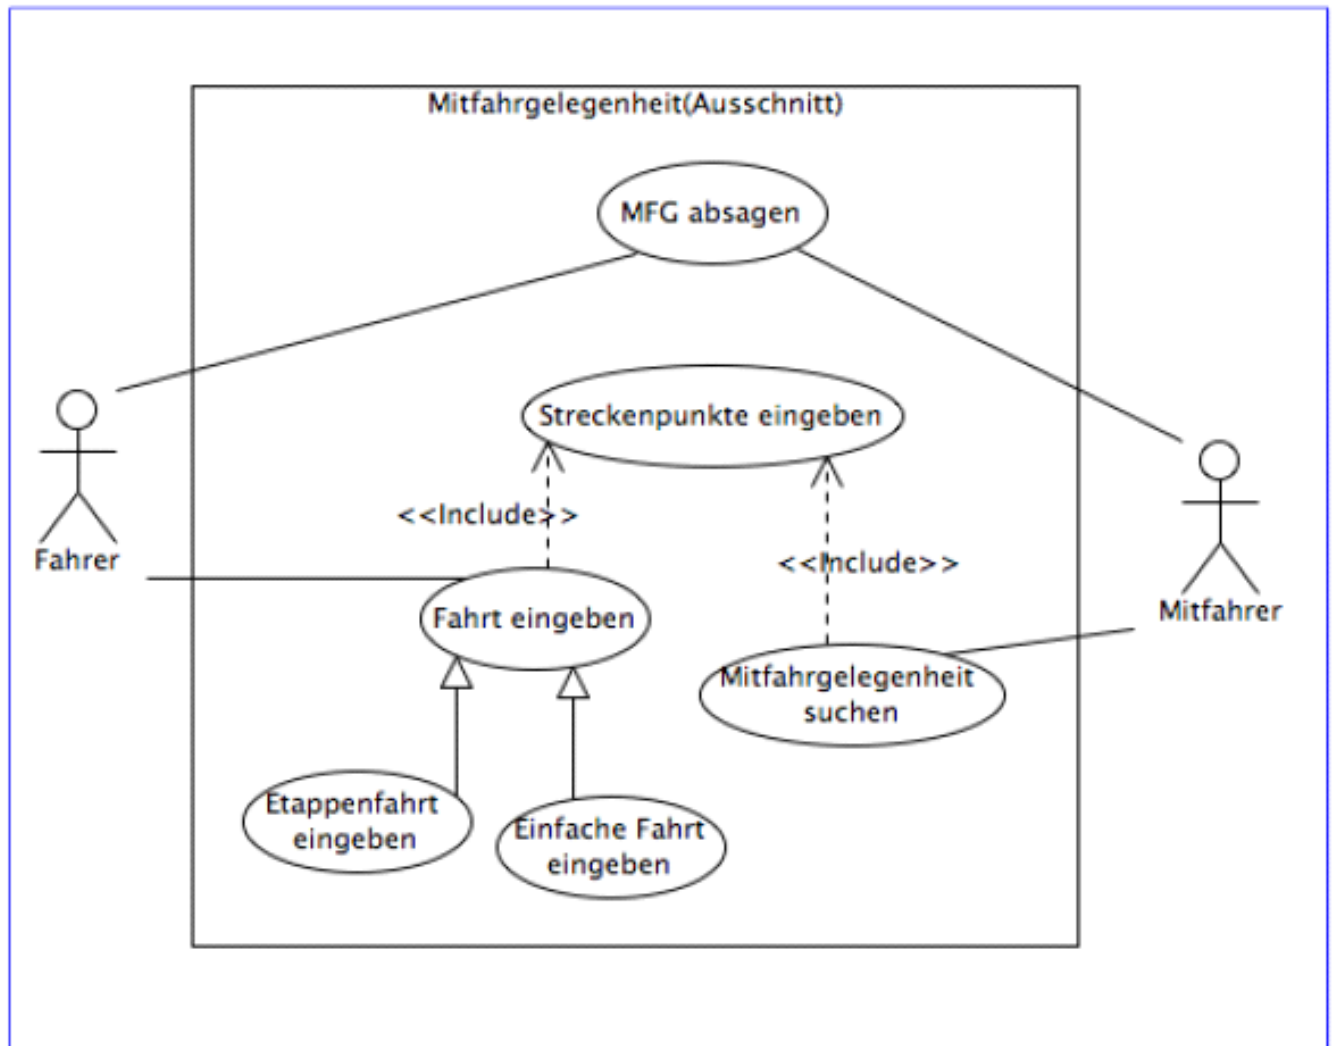 Mitfahrgelegenheit(Ausschnitt)
MFG absagen
Streckenpunkte eingeben
<<Include>>
Fahrer
<<Include>>
Mitfahrer
Fahrt eingeben
Mitfahrgelegenheit
suchen
Etappenfahrt
eingeben
Einfache Fahrt
eingeben